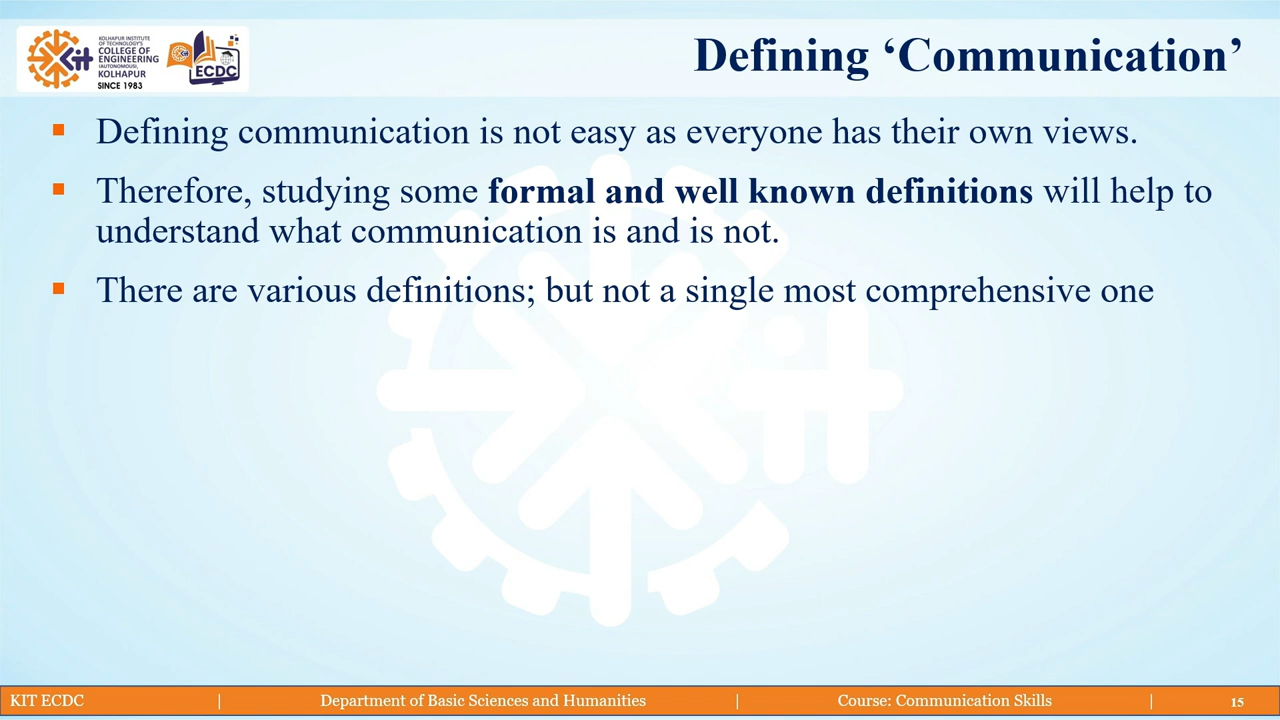 KOLHAPUR INSTITUTE
OF TECHNOLOGY'S
COLLEGE OF
ENGINEERING
(AUTONOMOUS),
KOLHAPUR
SINCE 1983
Kit
ECDC
Defining ‘Communication’
▪ Defining communication is not easy as everyone has their own views.
▪ Therefore, studying some formal and well known definitions will help to
understand what communication is and is not.
▪ There are various definitions; but not a single most comprehensive one
KIT ECDC | Department of Basic Sciences and Humanities | Course: Communication Skills | 15